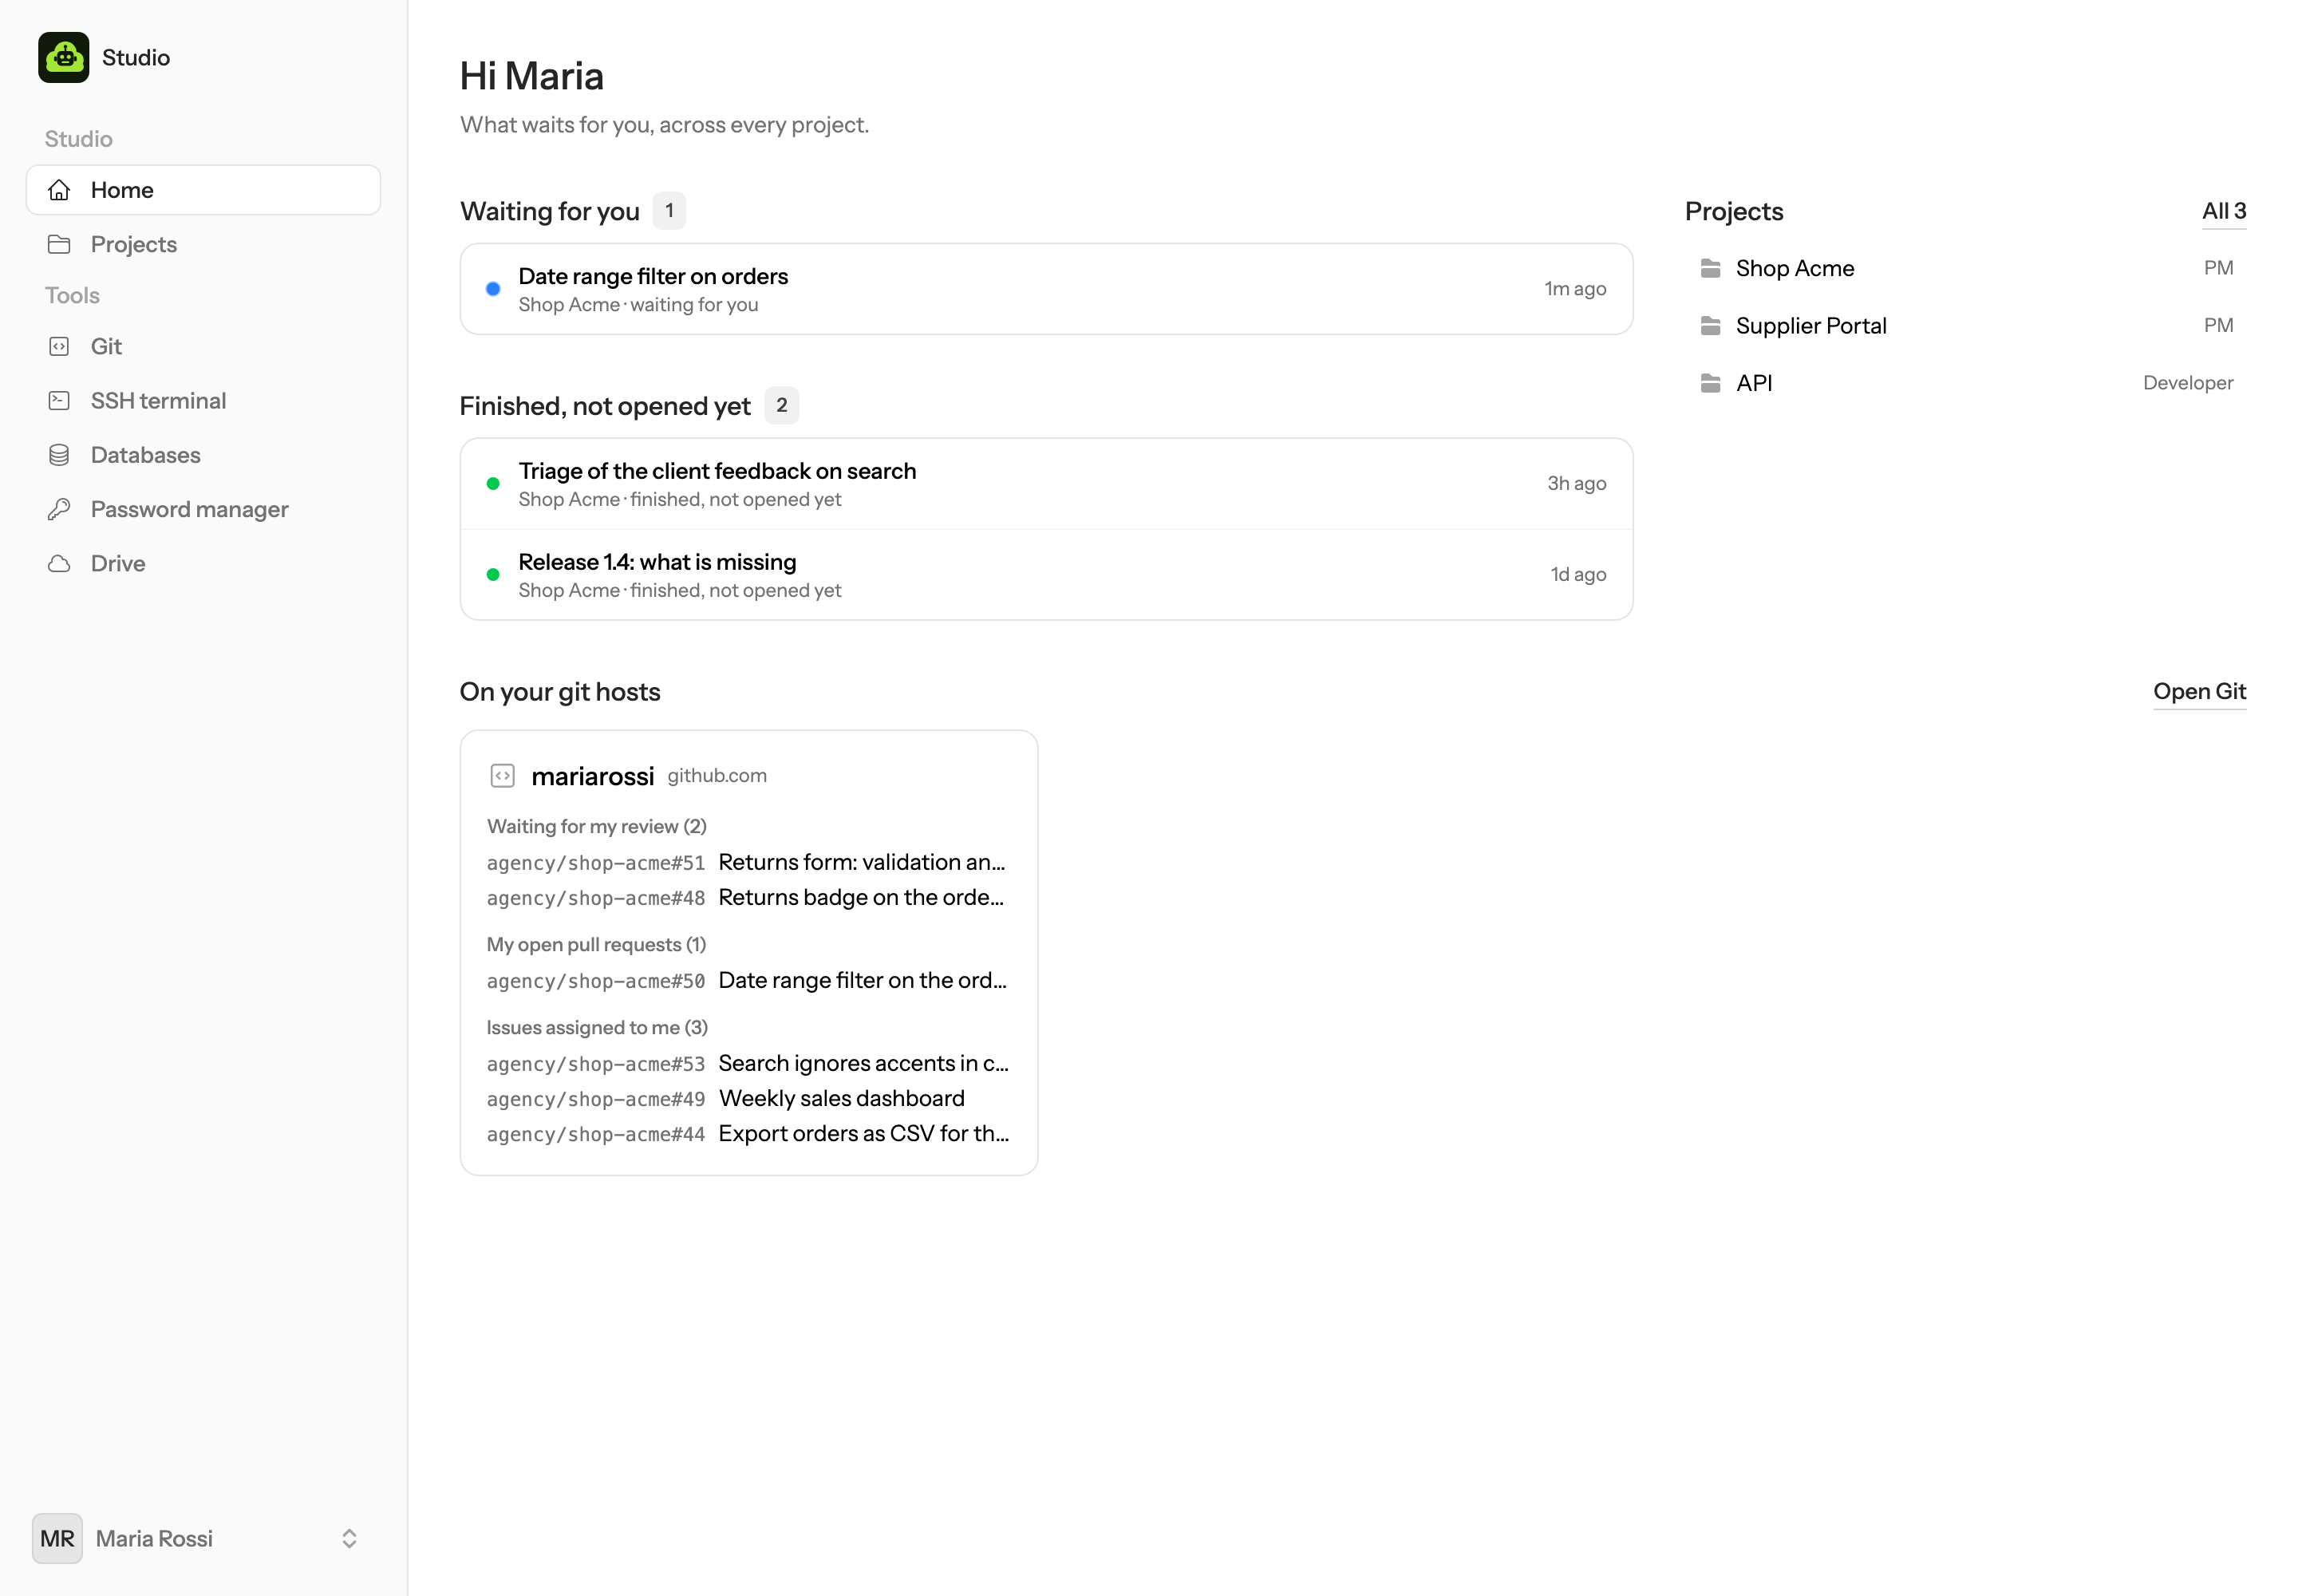 Studio
Studio
Home
Projects
Tools
Git
SSH terminal
Databases
Password manager
Drive
MR Maria Rossi
Hi Maria
What waits for you, across every project.
Waiting for you 1
Date range filter on orders
Shop Acme · waiting for you
1m ago
Finished, not opened yet 2
Triage of the client feedback on search
Shop Acme · finished, not opened yet
3h ago
Release 1.4: what is missing
Shop Acme · finished, not opened yet
1d ago
Projects All 3
Shop Acme PM
Supplier Portal PM
API Developer
On your git hosts Open Git
mariarossi github.com
Waiting for my review (2)
agency/shop-acme#51 Returns form: validation an...
agency/shop-acme#48 Returns badge on the orde...
My open pull requests (1)
agency/shop-acme#50 Date range filter on the ord...
Issues assigned to me (3)
agency/shop-acme#53 Search ignores accents in c...
agency/shop-acme#49 Weekly sales dashboard
agency/shop-acme#44 Export orders as CSV for th...